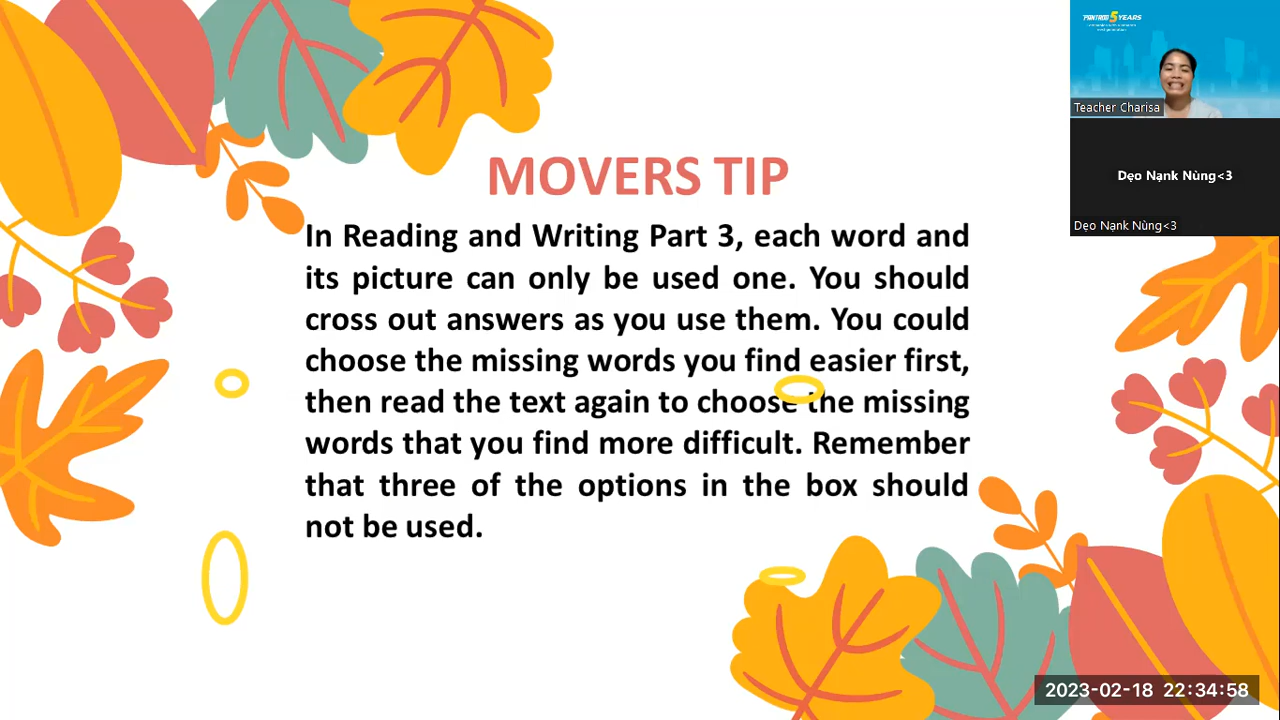 MOVERS TIP
In Reading and Writing Part 3, each word and
its picture can only be used one. You should
cross out answers as you use them. You could
choose the missing words you find easier first,
then read the text again to choose the missing
words that you find more difficult. Remember
that three of the options in the box should
not be used.
5 YEARS
Teacher Charisa
Dẹo Nạnk Nùng<3
Dẹo Nạnk Nùng<3
2023-02-18 22:34:58